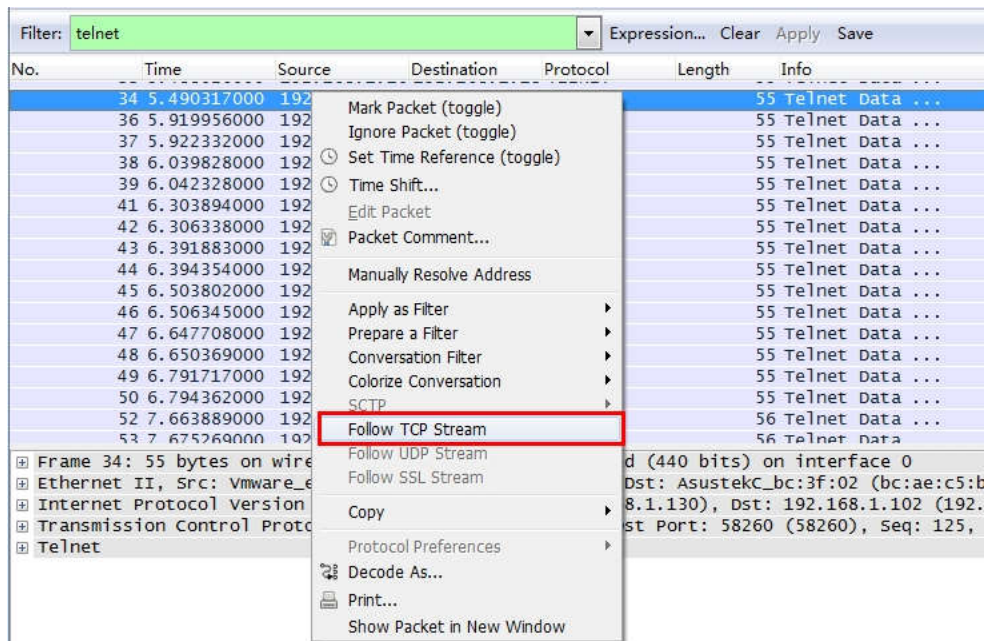 Filter: telnet Expression... Clear Apply Save
No. Time Source Destination Protocol Length Info
34 5.490317000 192 55 Telnet Data ...
36 5.919956000 192 55 Telnet Data ...
37 5.922332000 192 55 Telnet Data ...
38 6.039828000 192 55 Telnet Data ...
39 6.042328000 192 55 Telnet Data ...
41 6.303894000 192 55 Telnet Data ...
42 6.306338000 192 55 Telnet Data ...
43 6.391883000 192 55 Telnet Data ...
44 6.394354000 192 55 Telnet Data ...
45 6.503802000 192 55 Telnet Data ...
46 6.506345000 192 55 Telnet Data ...
47 6.647708000 192 55 Telnet Data ...
48 6.650369000 192 55 Telnet Data ...
49 6.791717000 192 55 Telnet Data ...
50 6.794362000 192 55 Telnet Data ...
52 7.663889000 192 56 Telnet Data ...
53 7.675269000 192 56 Telnet Data
Mark Packet (toggle)
Ignore Packet (toggle)
Set Time Reference (toggle)
Time Shift...
Edit Packet
Packet Comment...
Manually Resolve Address
Apply as Filter
Prepare a Filter
Conversation Filter
Colorize Conversation
SCTP
Follow TCP Stream
Follow UDP Stream
Follow SSL Stream
Copy
Protocol Preferences
Decode As...
Print...
Show Packet in New Window
Frame 34: 55 bytes on wire d (440 bits) on interface 0
Ethernet II, Src: Vmware_e Dst: AsustekC_bc:3f:02 (bc:ae:c5:b
Internet Protocol Version 8.1.130), Dst: 192.168.1.102 (192.
Transmission Control Proto st Port: 58260 (58260), Seq: 125,
Telnet